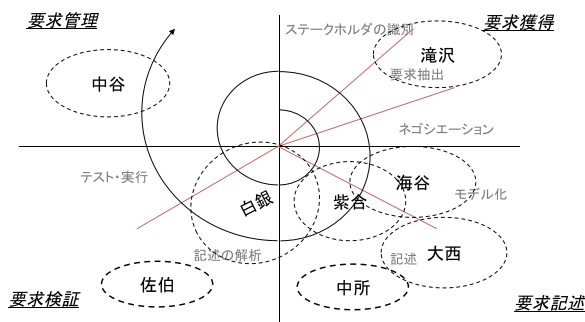 要求管理
ステークホルダの識別
要求獲得
滝沢
要求抽出
中谷
ネゴシエーション
テスト・実行
海谷
モデル化
白銀
紫合
記述の解析
記述
大西
佐伯
中所
要求検証
要求記述